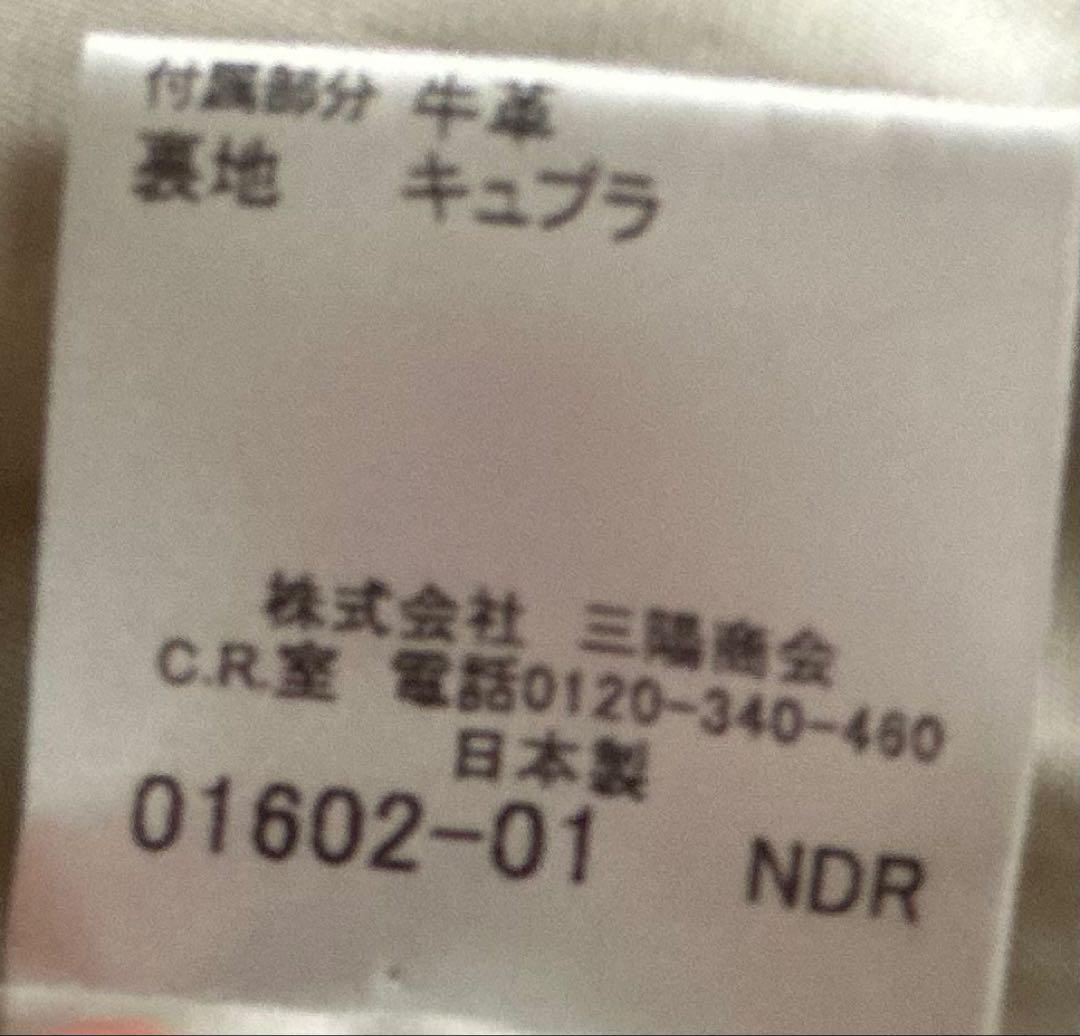 付属部分 牛革
裏地 キュプラ
株式会社 三陽商会
C.R.室 電話0120-340-460
日本製
01602-01 NDR